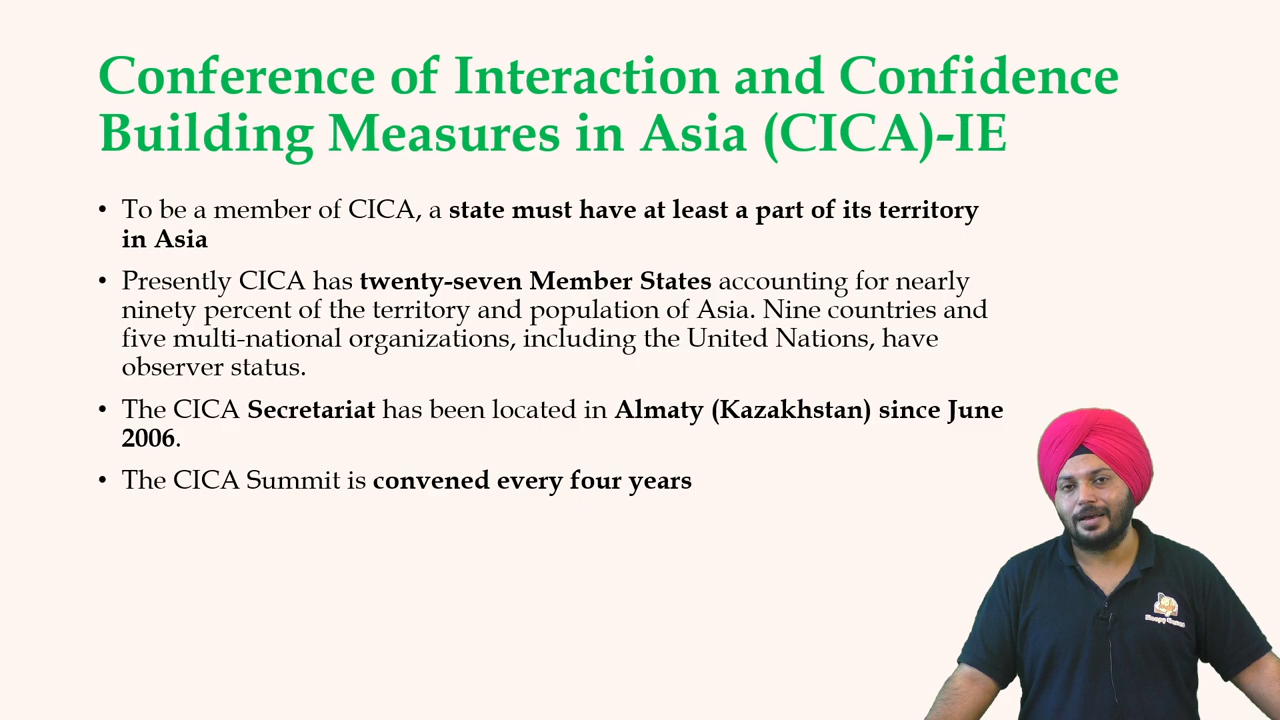 Conference of Interaction and Confidence
Building Measures in Asia (CICA)-IE
• To be a member of CICA, a state must have at least a part of its territory
in Asia
• Presently CICA has twenty-seven Member States accounting for nearly
ninety percent of the territory and population of Asia. Nine countries and
five multi-national organizations, including the United Nations, have
observer status.
• The CICA Secretariat has been located in Almaty (Kazakhstan) since June
2006.
• The CICA Summit is convened every four years